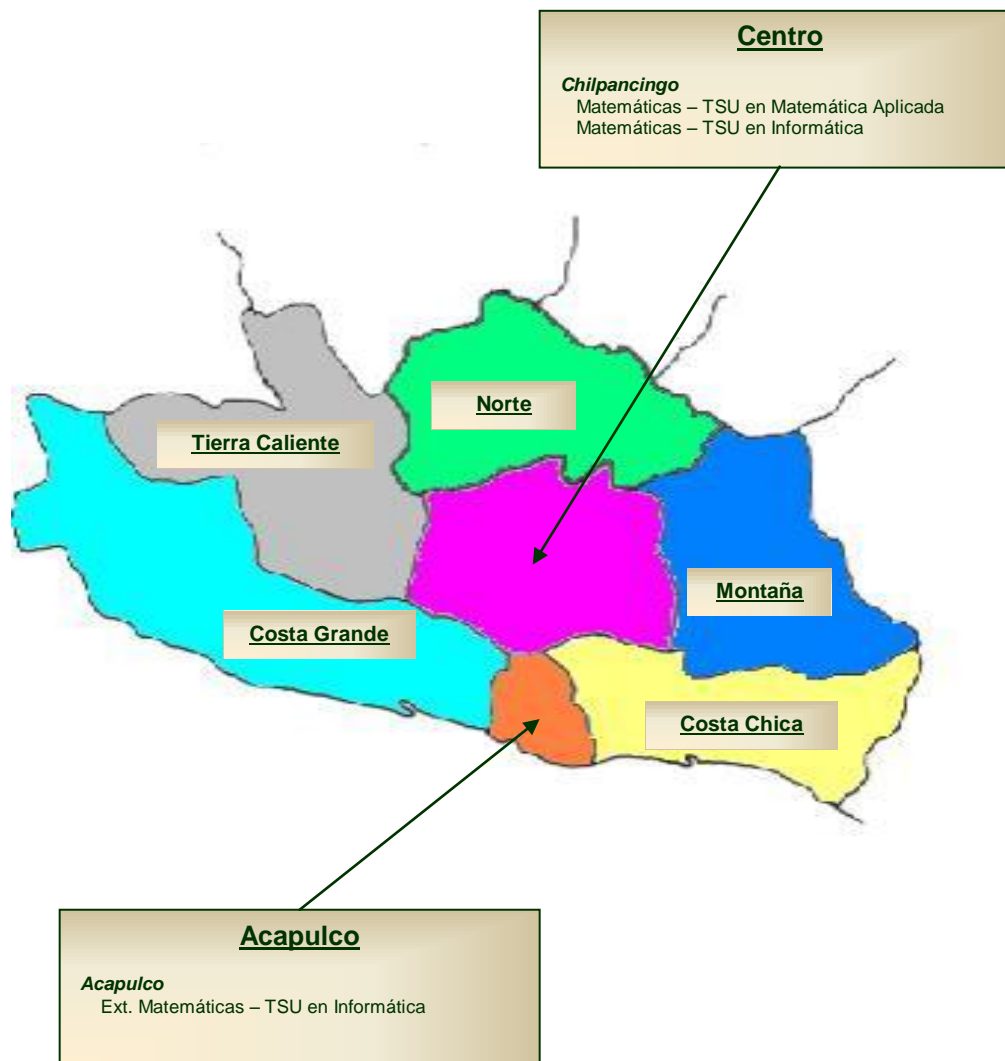 Centro
Chilpancingo
Matemáticas – TSU en Matemática Aplicada
Matemáticas – TSU en Informática
Norte
Tierra Caliente
Montaña
Costa Grande
Costa Chica
Acapulco
Acapulco
Ext. Matemáticas – TSU en Informática